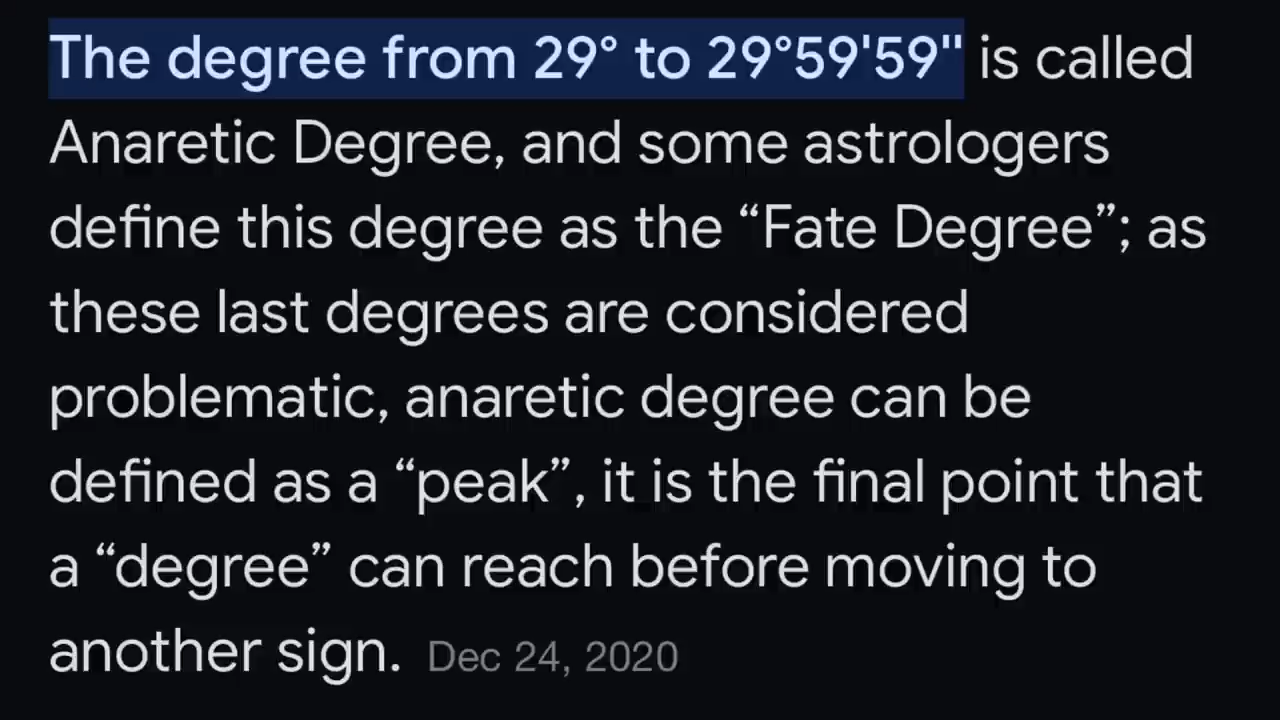 The degree from 29° to 29°59'59" is called
Anaretic Degree, and some astrologers
define this degree as the “Fate Degree”; as
these last degrees are considered
problematic, anaretic degree can be
defined as a “peak”, it is the final point that
a “degree” can reach before moving to
another sign. Dec 24, 2020